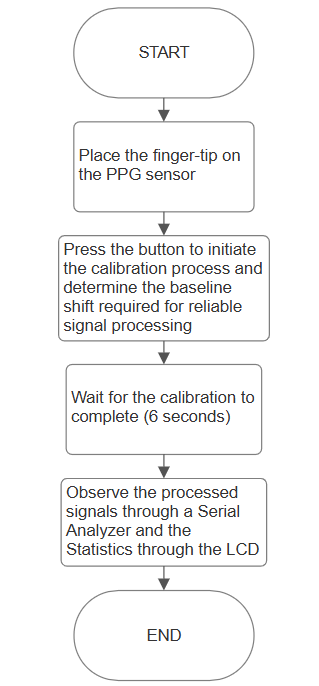 START
Place the finger-tip on
the PPG sensor
Press the button to initiate
the calibration process and
determine the baseline
shift required for reliable
signal processing
Wait for the calibration to
complete (6 seconds)
Observe the processed
signals through a Serial
Analyzer and the
Statistics through the LCD
END